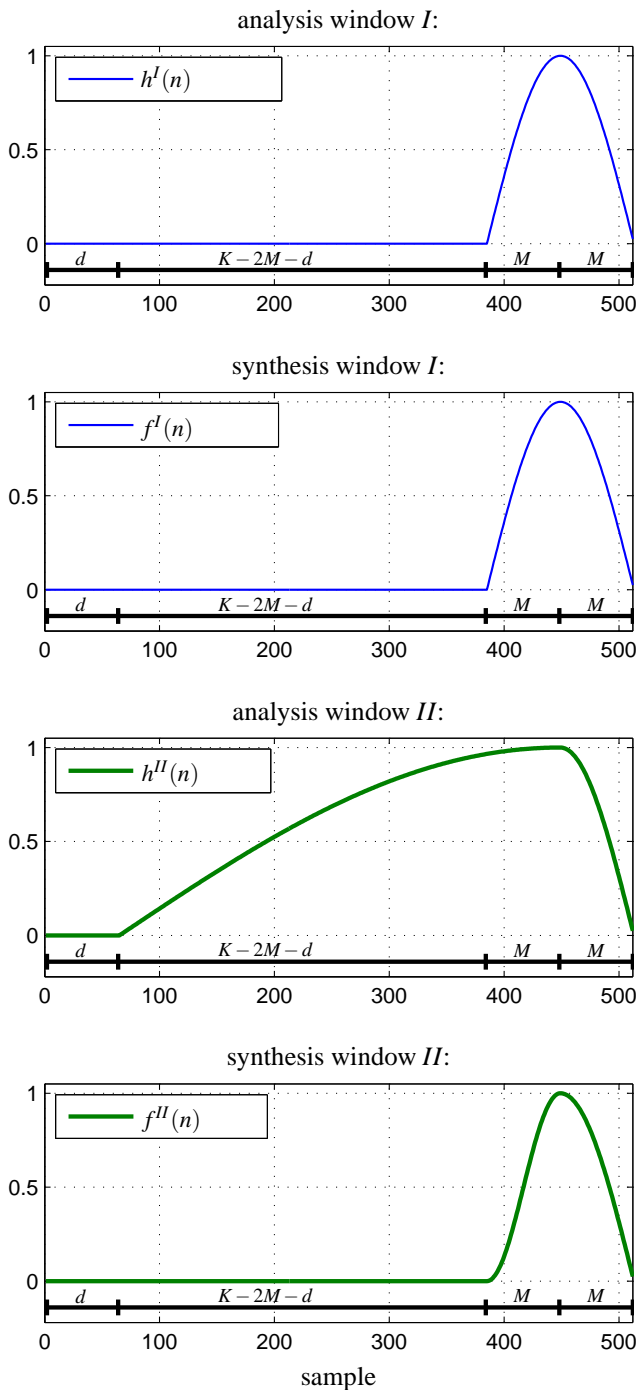 analysis window I:
1
h^I(n)
0.5
0
d K−2M−d M M
0 100 200 300 400 500
synthesis window I:
1
f^I(n)
0.5
0
d K−2M−d M M
0 100 200 300 400 500
analysis window II:
1
h^II(n)
0.5
0
d K−2M−d M M
0 100 200 300 400 500
synthesis window II:
1
f^II(n)
0.5
0
d K−2M−d M M
0 100 200 300 400 500
sample